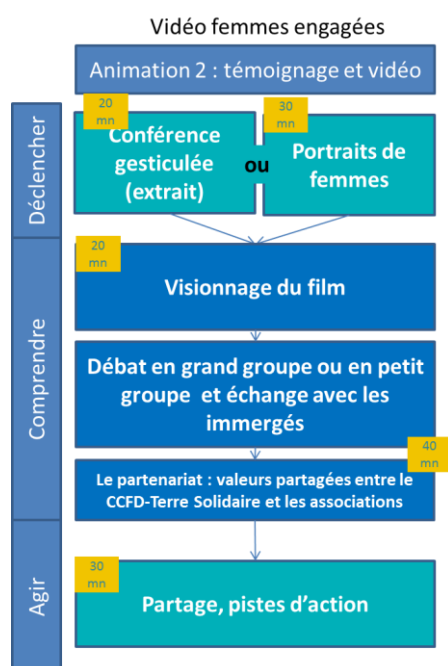 Vidéo femmes engagées
Animation 2 : témoignage et vidéo
Déclencher
20
mn
Conférence
gesticulée
(extrait)
ou
30
mn
Portraits de
femmes
Comprendre
20
mn
Visionnage du film
Débat en grand groupe ou en petit
groupe et échange avec les
immergés
40
mn
Le partenariat : valeurs partagées entre le
CCFD-Terre Solidaire et les associations
Agir
30
mn
Partage, pistes d'action